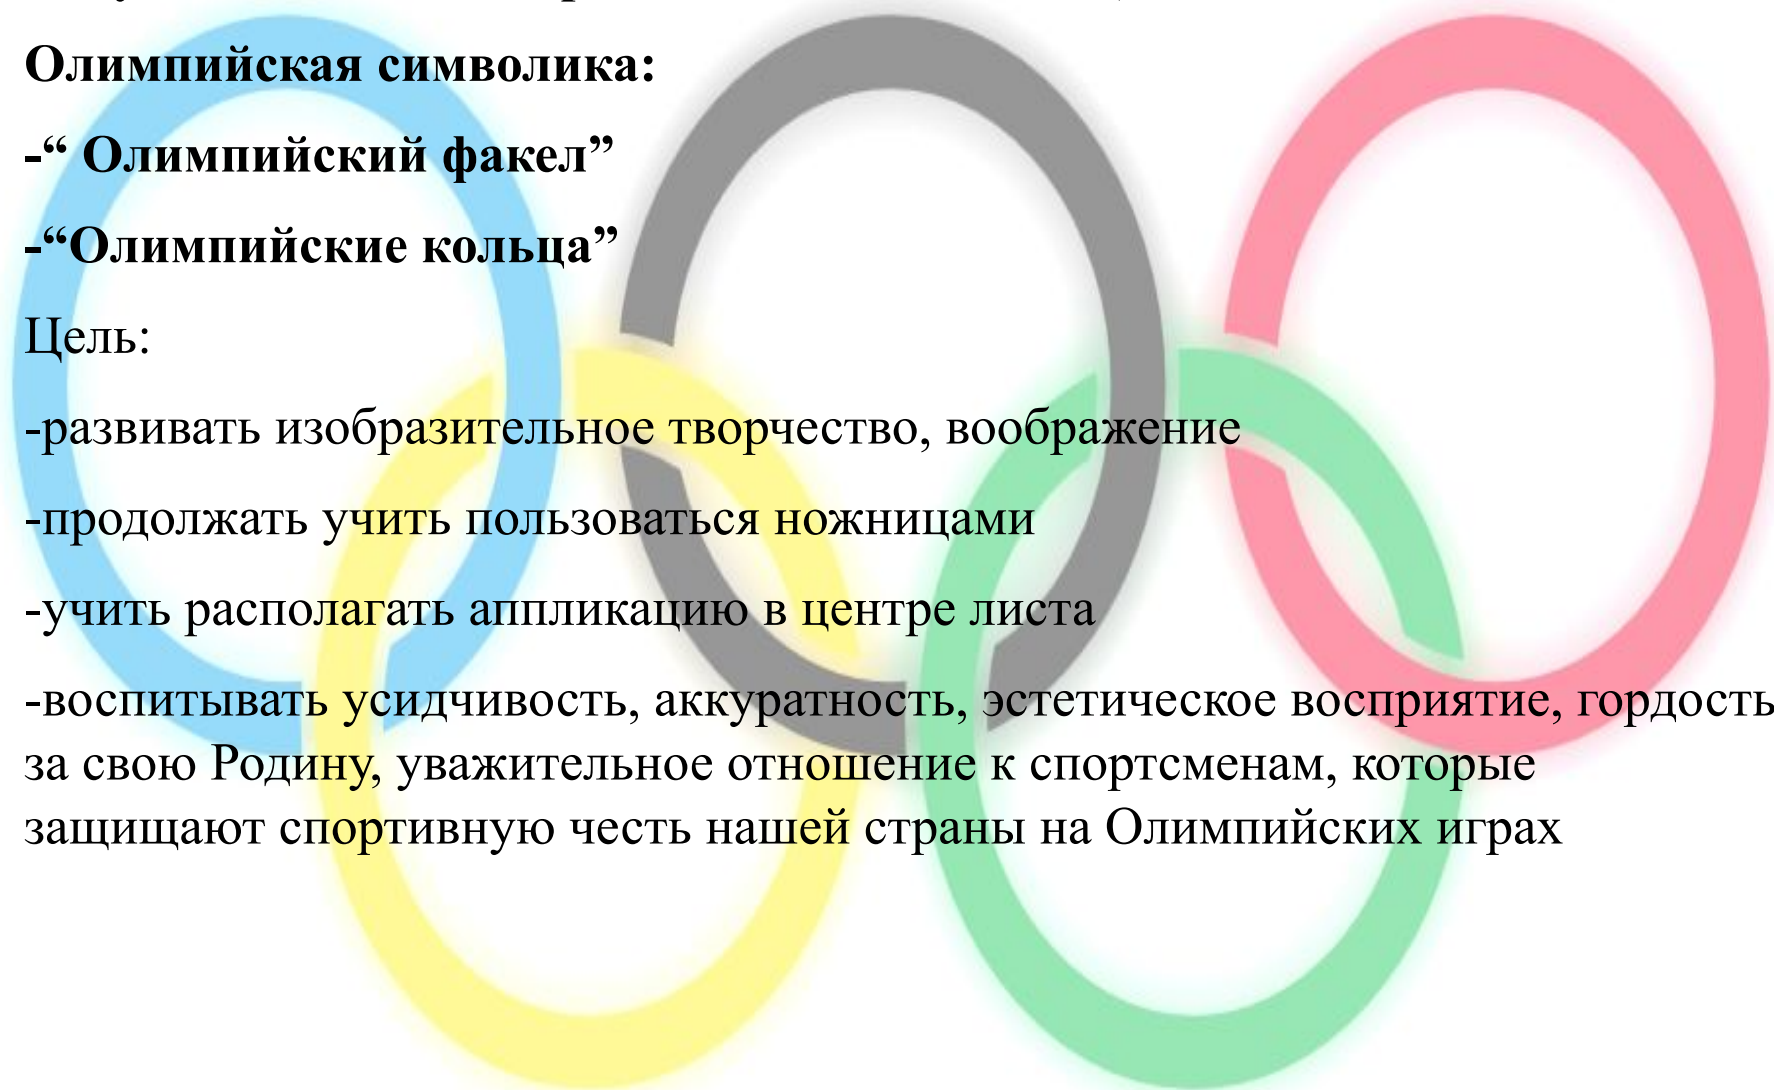 Олимпийская символика:
-“ Олимпийский факел”
-“Олимпийские кольца”
Цель:
-развивать изобразительное творчество, воображение
-продолжать учить пользоваться ножницами
-учить располагать аппликацию в центре листа
-воспитывать усидчивость, аккуратность, эстетическое восприятие, гордость
за свою Родину, уважительное отношение к спортсменам, которые
защищают спортивную честь нашей страны на Олимпийских играх